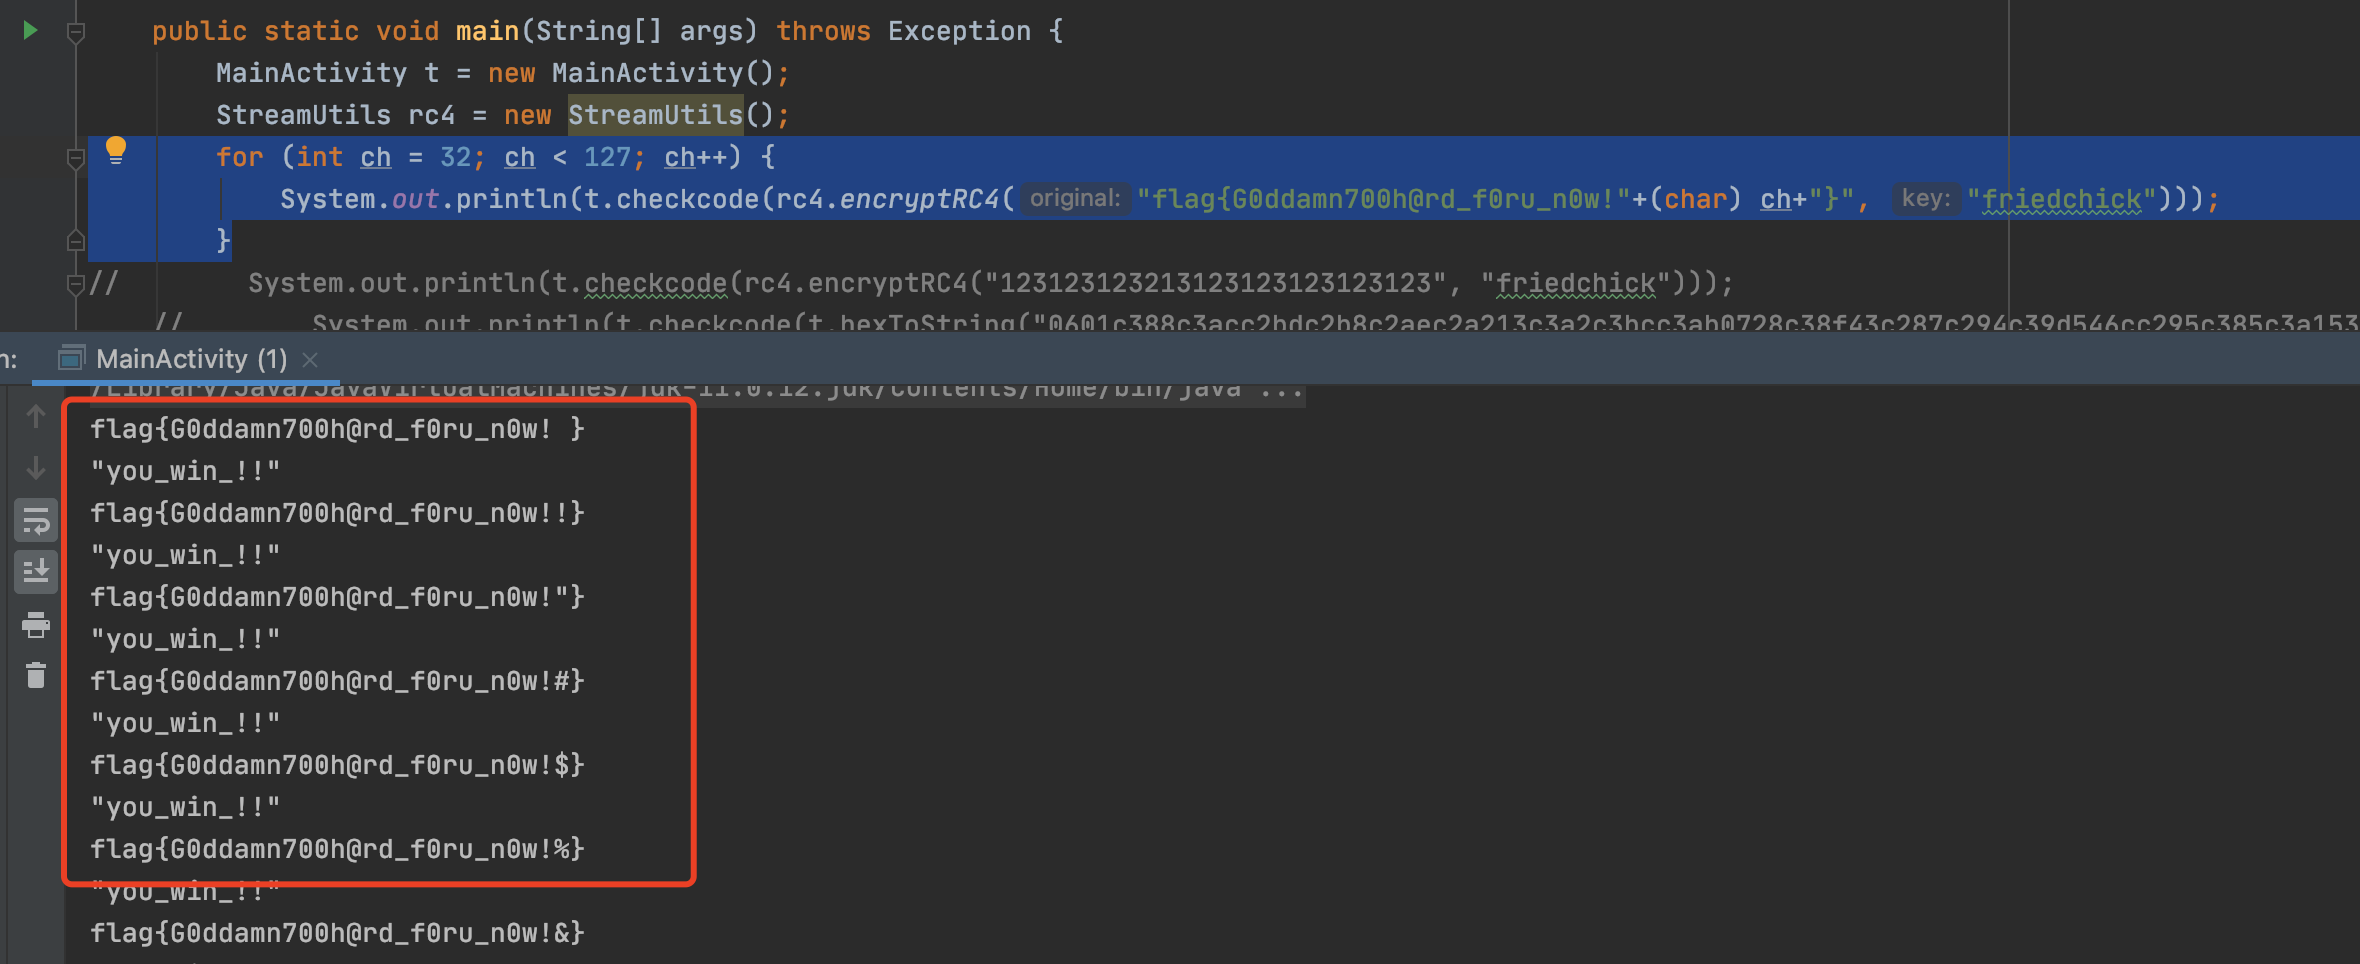 public static void main(String[] args) throws Exception {
MainActivity t = new MainActivity();
StreamUtils rc4 = new StreamUtils();
for (int ch = 32; ch < 127; ch++) {
System.out.println(t.checkcode(rc4.encryptRC4( original: "flag{G0ddamn700h@rd_f0ru_n0w!"+(char) ch+"}", key: "friedchick")));
}
// System.out.println(t.checkcode(rc4.encryptRC4("123123123213123123123123123", "friedchick")));
// System.out.println(t.checkcode(t.hexToString("0601c388c3acc2bdc2b8c2aec2a213c3a2c3bcc3ab0728c38f43c287c294c39d546cc295c385c3a153
n: MainActivity (1)
/Library/Java/JavaVirtualMachines/jdk-11.0.12.jdk/Contents/Home/bin/java ...
flag{G0ddamn700h@rd_f0ru_n0w! }
"you_win_!!"
flag{G0ddamn700h@rd_f0ru_n0w!!}
"you_win_!!"
flag{G0ddamn700h@rd_f0ru_n0w!"}
"you_win_!!"
flag{G0ddamn700h@rd_f0ru_n0w!#}
"you_win_!!"
flag{G0ddamn700h@rd_f0ru_n0w!$}
"you_win_!!"
flag{G0ddamn700h@rd_f0ru_n0w!%}
"you_win_!!"
flag{G0ddamn700h@rd_f0ru_n0w!&}